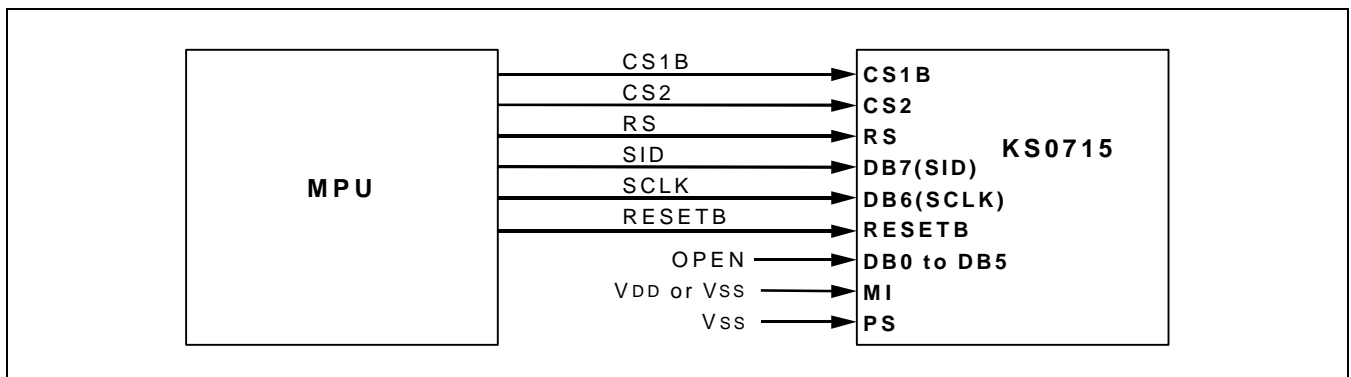 MPU
CS1B
CS2
RS
SID
SCLK
RESETB
OPEN
VDD or VSS
VSS
CS1B
CS2
RS
DB7(SID)
DB6(SCLK)
RESETB
DB0 to DB5
MI
PS
KS0715